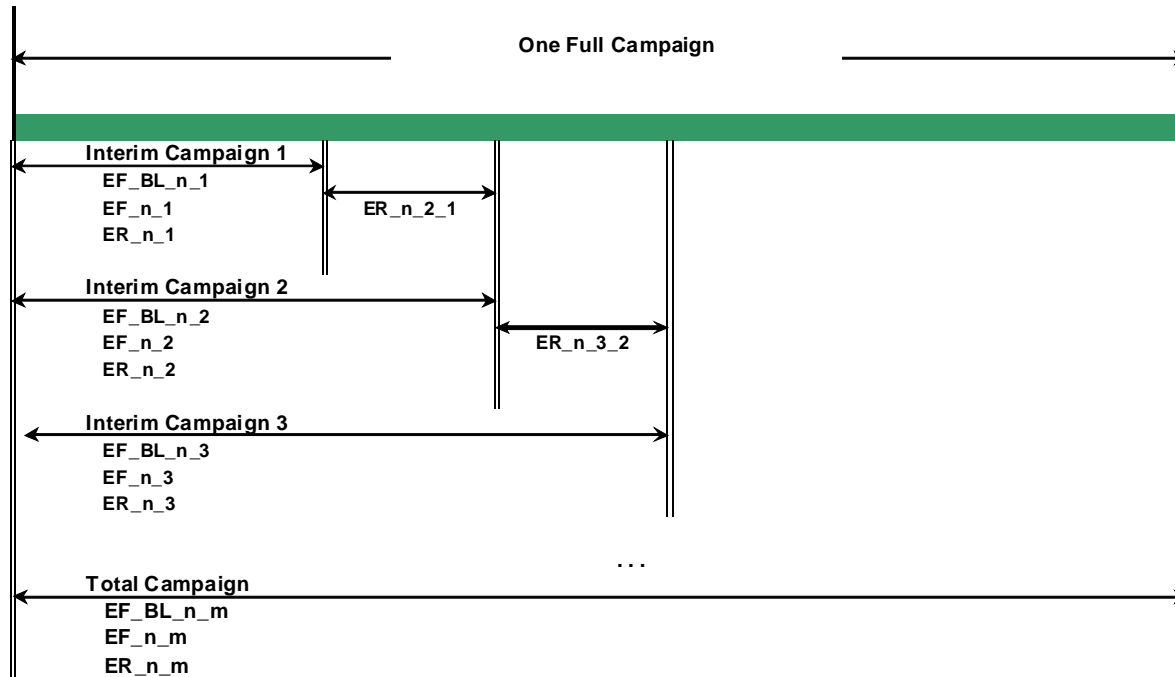 One Full Campaign
Interim Campaign 1
EF_BL_n_1
EF_n_1
ER_n_1
ER_n_2_1
Interim Campaign 2
EF_BL_n_2
EF_n_2
ER_n_2
ER_n_3_2
Interim Campaign 3
EF_BL_n_3
EF_n_3
ER_n_3
...
Total Campaign
EF_BL_n_m
EF_n_m
ER_n_m